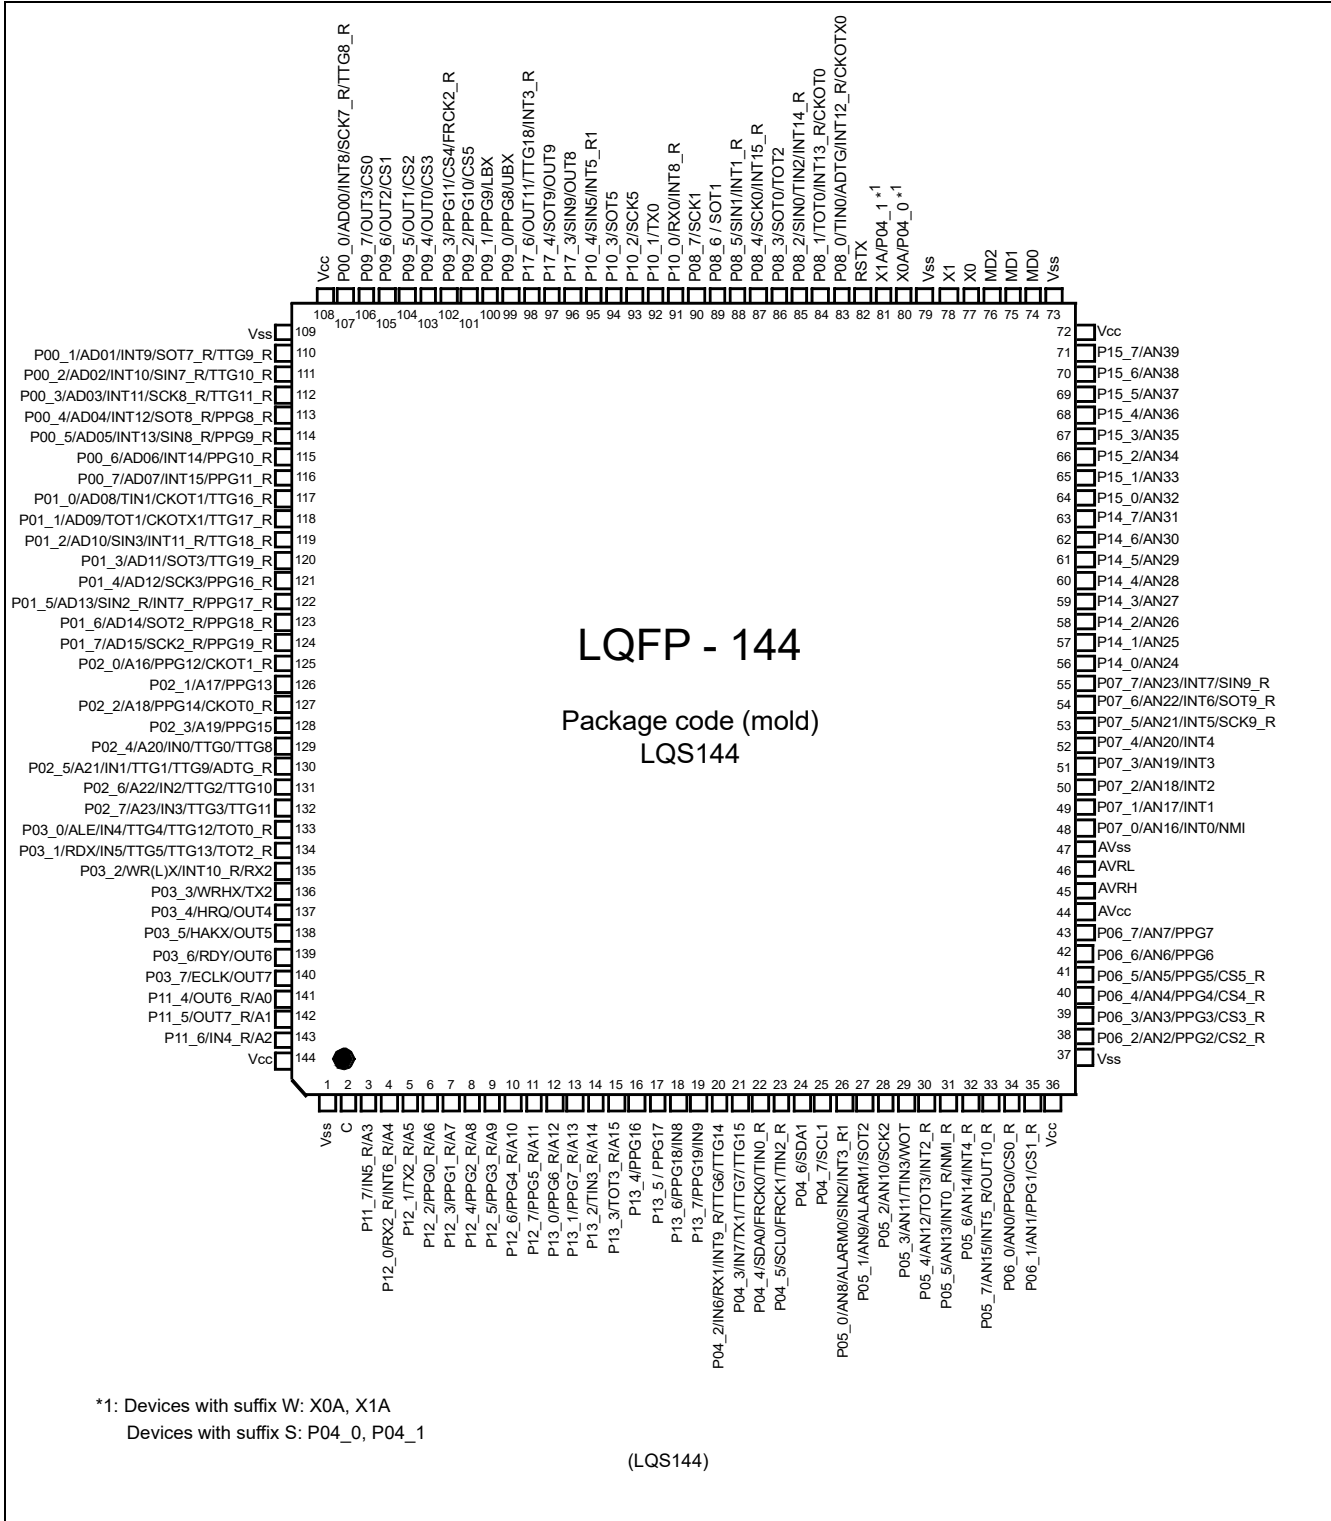 Vcc
P00_0/AD00/INT8/SCK7_R/TTG8_R
P09_7/OUT3/CS0
P09_6/OUT2/CS1
P09_5/OUT1/CS2
P09_4/OUT0/CS3
P09_3/PPG11/CS4/FRCK2_R
P09_2/PPG10/CS5
P09_1/PPG9/LBX
P09_0/PPG8/UBX
P17_6/OUT11/TTG18/INT3_R
P17_4/SOT9/OUT9
P17_3/SIN9/OUT8
P10_4/SIN5/INT5_R1
P10_3/SOT5
P10_2/SCK5
P10_1/TX0
P10_0/RX0/INT8_R
P08_7/SCK1
P08_6 / SOT1
P08_5/SIN1/INT1_R
P08_4/SCK0/INT15_R
P08_3/SOT0/TOT2
P08_2/SIN0/TIN2/INT14_R
P08_1/TOT0/INT13_R/CKOT0
P08_0/TIN0/ADTG/INT12_R/CKOTX0
RSTX
X1A/P04_1 *1
X0A/P04_0 *1
Vss
X1
X0
MD2
MD1
MD0
Vss
108 107 106 105 104 103 102 101 100 99 98 97 96 95 94 93 92 91 90 89 88 87 86 85 84 83 82 81 80 79 78 77 76 75 74 73
Vss 109
P00_1/AD01/INT9/SOT7_R/TTG9_R 110
P00_2/AD02/INT10/SIN7_R/TTG10_R 111
P00_3/AD03/INT11/SCK8_R/TTG11_R 112
P00_4/AD04/INT12/SOT8_R/PPG8_R 113
P00_5/AD05/INT13/SIN8_R/PPG9_R 114
P00_6/AD06/INT14/PPG10_R 115
P00_7/AD07/INT15/PPG11_R 116
P01_0/AD08/TIN1/CKOT1/TTG16_R 117
P01_1/AD09/TOT1/CKOTX1/TTG17_R 118
P01_2/AD10/SIN3/INT11_R/TTG18_R 119
P01_3/AD11/SOT3/TTG19_R 120
P01_4/AD12/SCK3/PPG16_R 121
P01_5/AD13/SIN2_R/INT7_R/PPG17_R 122
P01_6/AD14/SOT2_R/PPG18_R 123
P01_7/AD15/SCK2_R/PPG19_R 124
P02_0/A16/PPG12/CKOT1_R 125
P02_1/A17/PPG13 126
P02_2/A18/PPG14/CKOT0_R 127
P02_3/A19/PPG15 128
P02_4/A20/IN0/TTG0/TTG8 129
P02_5/A21/IN1/TTG1/TTG9/ADTG_R 130
P02_6/A22/IN2/TTG2/TTG10 131
P02_7/A23/IN3/TTG3/TTG11 132
P03_0/ALE/IN4/TTG4/TTG12/TOT0_R 133
P03_1/RDX/IN5/TTG5/TTG13/TOT2_R 134
P03_2/WR(L)X/INT10_R/RX2 135
P03_3/WRHX/TX2 136
P03_4/HRQ/OUT4 137
P03_5/HAKX/OUT5 138
P03_6/RDY/OUT6 139
P03_7/ECLK/OUT7 140
P11_4/OUT6_R/A0 141
P11_5/OUT7_R/A1 142
P11_6/IN4_R/A2 143
Vcc 144
LQFP - 144
Package code (mold)
LQS144
72 Vcc
71 P15_7/AN39
70 P15_6/AN38
69 P15_5/AN37
68 P15_4/AN36
67 P15_3/AN35
66 P15_2/AN34
65 P15_1/AN33
64 P15_0/AN32
63 P14_7/AN31
62 P14_6/AN30
61 P14_5/AN29
60 P14_4/AN28
59 P14_3/AN27
58 P14_2/AN26
57 P14_1/AN25
56 P14_0/AN24
55 P07_7/AN23/INT7/SIN9_R
54 P07_6/AN22/INT6/SOT9_R
53 P07_5/AN21/INT5/SCK9_R
52 P07_4/AN20/INT4
51 P07_3/AN19/INT3
50 P07_2/AN18/INT2
49 P07_1/AN17/INT1
48 P07_0/AN16/INT0/NMI
47 AVss
46 AVRL
45 AVRH
44 AVcc
43 P06_7/AN7/PPG7
42 P06_6/AN6/PPG6
41 P06_5/AN5/PPG5/CS5_R
40 P06_4/AN4/PPG4/CS4_R
39 P06_3/AN3/PPG3/CS3_R
38 P06_2/AN2/PPG2/CS2_R
37 Vss
1 2 3 4 5 6 7 8 9 10 11 12 13 14 15 16 17 18 19 20 21 22 23 24 25 26 27 28 29 30 31 32 33 34 35 36
Vss
C
P11_7/IN5_R/A3
P12_0/RX2_R/INT6_R/A4
P12_1/TX2_R/A5
P12_2/PPG0_R/A6
P12_3/PPG1_R/A7
P12_4/PPG2_R/A8
P12_5/PPG3_R/A9
P12_6/PPG4_R/A10
P12_7/PPG5_R/A11
P13_0/PPG6_R/A12
P13_1/PPG7_R/A13
P13_2/TIN3_R/A14
P13_3/TOT3_R/A15
P13_4/PPG16
P13_5 / PPG17
P13_6/PPG18/IN8
P13_7/PPG19/IN9
P04_2/IN6/RX1/INT9_R/TTG6/TTG14
P04_3/IN7/TX1/TTG7/TTG15
P04_4/SDA0/FRCK0/TIN0_R
P04_5/SCL0/FRCK1/TIN2_R
P04_6/SDA1
P04_7/SCL1
P05_0/AN8/ALARM0/SIN2/INT3_R1
P05_1/AN9/ALARM1/SOT2
P05_2/AN10/SCK2
P05_3/AN11/TIN3/WOT
P05_4/AN12/TOT3/INT2_R
P05_5/AN13/INT0_R/NMI_R
P05_6/AN14/INT4_R
P05_7/AN15/INT5_R/OUT10_R
P06_0/AN0/PPG0/CS0_R
P06_1/AN1/PPG1/CS1_R
Vcc
*1: Devices with suffix W: X0A, X1A
Devices with suffix S: P04_0, P04_1
(LQS144)